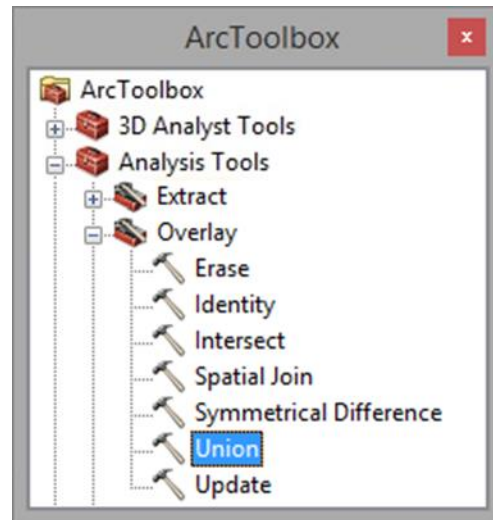 ArcToolbox
x
ArcToolbox
3D Analyst Tools
Analysis Tools
Extract
Overlay
Erase
Identity
Intersect
Spatial Join
Symmetrical Difference
Union
Update